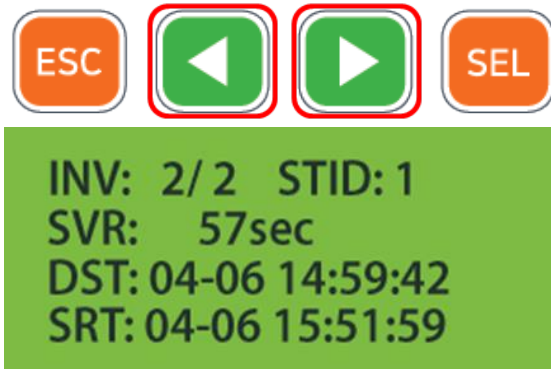 ESC SEL
INV: 2/ 2 STID: 1
SVR: 57sec
DST: 04-06 14:59:42
SRT: 04-06 15:51:59